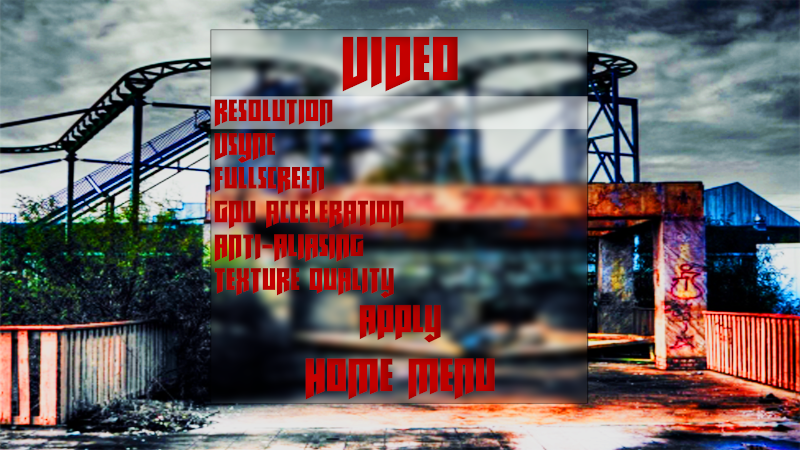 VIDEO
RESOLUTION
VSYNC
FULLSCREEN
GPU ACCELERATION
ANTI-ALIASING
TEXTURE QUALITY
APPLY
HOME MENU